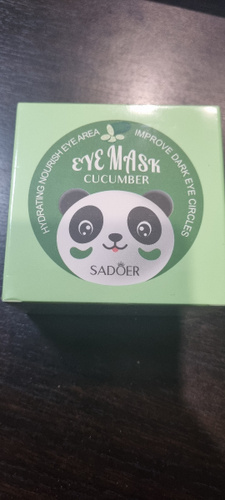 HYDRATING NOURISH EYE AREA
IMPROVE DARK EYE CIRCLES
EYE MASK
CUCUMBER
SADOER